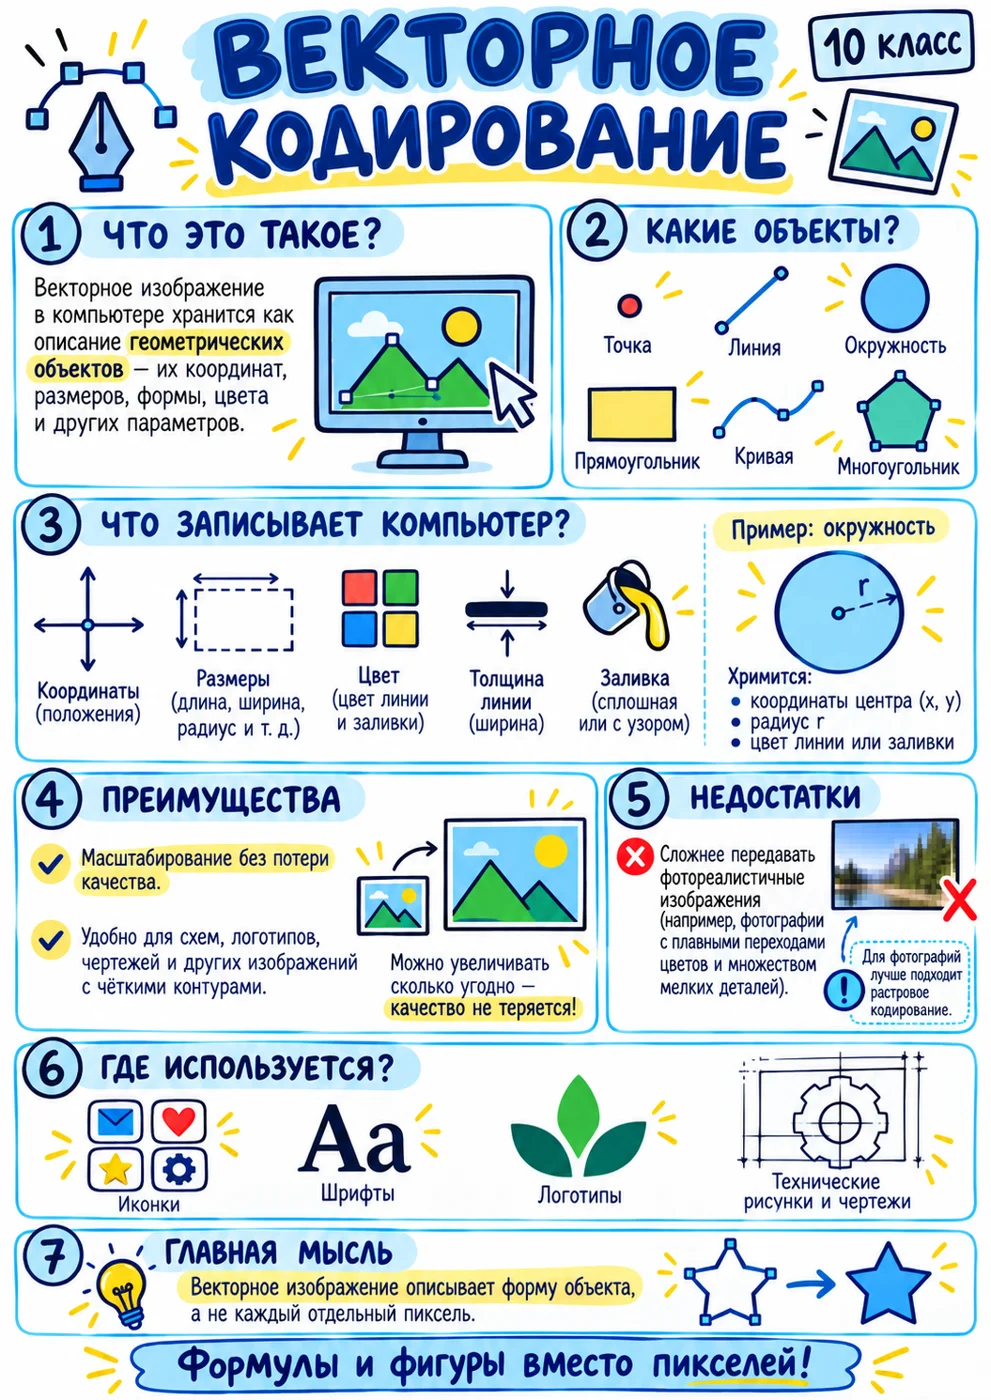 ВЕКТОРНОЕ
КОДИРОВАНИЕ
10 класс
1 ЧТО ЭТО ТАКОЕ?
Векторное изображение
в компьютере хранится как
описание геометрических
объектов – их координат,
размеров, формы, цвета
и других параметров.
2 КАКИЕ ОБЪЕКТЫ?
Точка
Линия
Окружность
Прямоугольник
Кривая
Многоугольник
3 ЧТО ЗАПИСЫВАЕТ КОМПЬЮТЕР?
Координаты
(положения)
Размеры
(длина, ширина,
радиус и т. д.)
Цвет
(цвет линии
и заливки)
Толщина
линии
(ширина)
Заливка
(сплошная
или с узором)
Пример: окружность
r
Хримится:
• координаты центра (x, y)
• радиус r
• цвет линии или заливки
4 ПРЕИМУЩЕСТВА
Масштабирование без потери
качества.
Удобно для схем, логотипов,
чертежей и других изображений
с чёткими контурами.
Можно увеличивать
сколько угодно –
качество не теряется!
5 НЕДОСТАТКИ
Сложнее передавать
фотореалистичные
изображения
(например, фотографии
с плавными переходами
цветов и множеством
мелких деталей).
!
Для фотографий
лучше подходит
растровое
кодирование.
6 ГДЕ ИСПОЛЬЗУЕТСЯ?
Иконки
Aa
Шрифты
Логотипы
Технические
рисунки и чертежи
7 ГЛАВНАЯ МЫСЛЬ
Векторное изображение описывает форму объекта,
а не каждый отдельный пиксель.
Формулы и фигуры вместо пикселей!